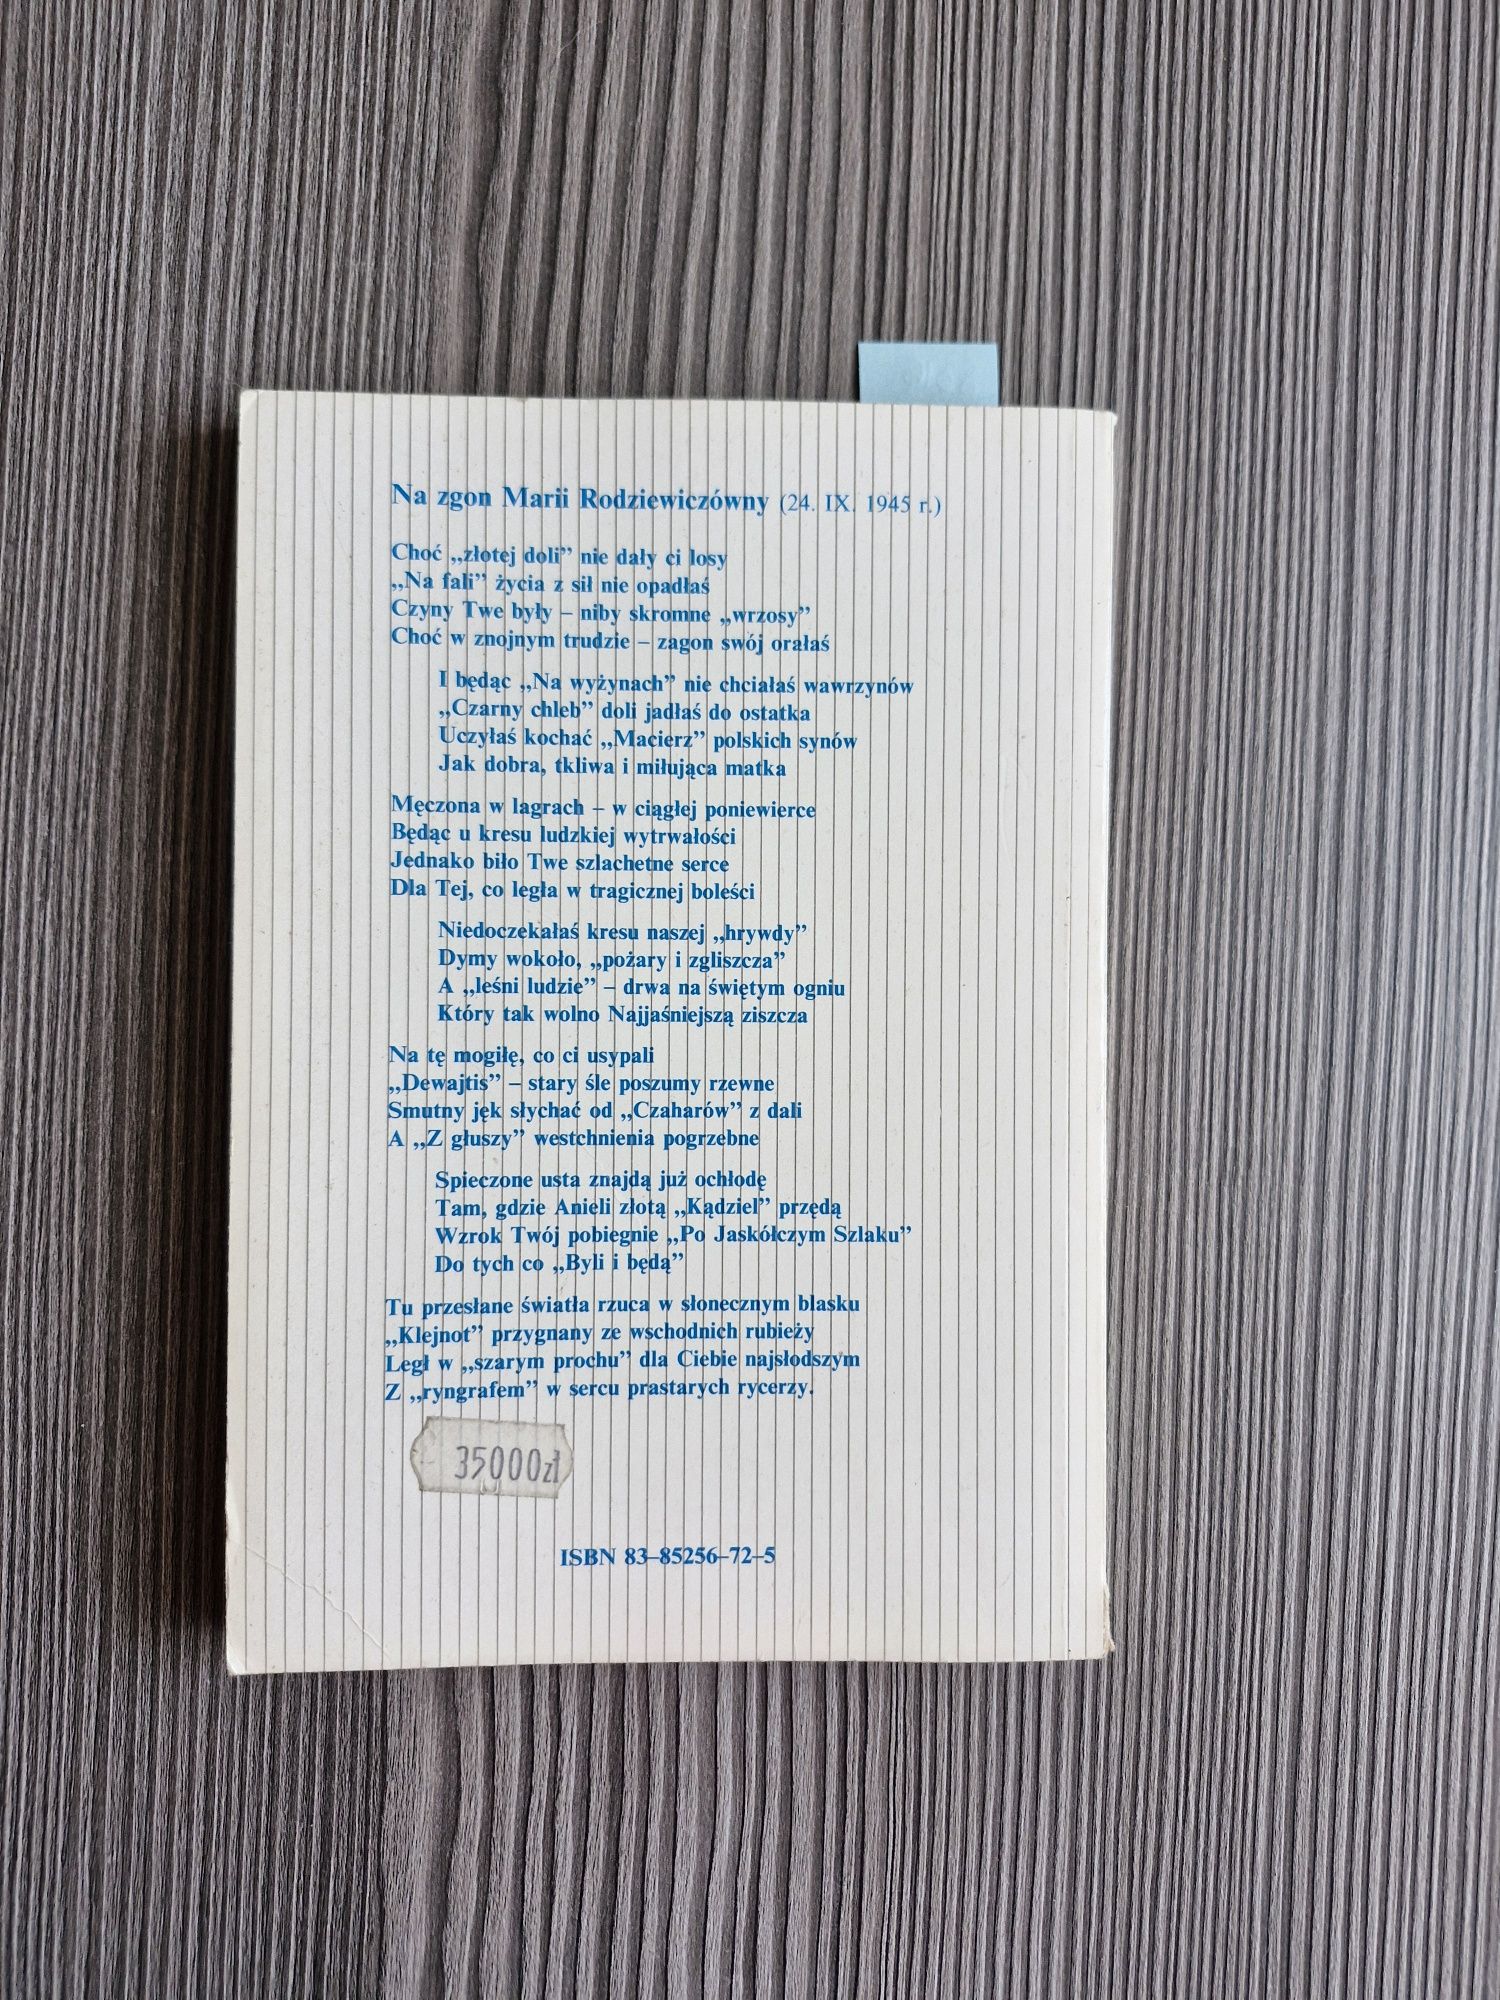 Na zgon Marii Rodziewiczówny (24. IX. 1945 r.)
Choć „złotej doli” nie dały ci losy
„Na fali” życia z sił nie opadłaś
Czyny Twe były – niby skromne „wrzosy”
Choć w znojnym trudzie – zagon swój orałaś
I będąc „Na wyżynach” nie chciałaś wawrzynów
„Czarny chleb” doli jadłaś do ostatka
Uczyłaś kochać „Macierz” polskich synów
Jak dobra, tkliwa i miłująca matka
Męczona w lagrach – w ciągłej poniewierce
Będąc u kresu ludzkiej wytrwałości
Jednako biło Twe szlachetne serce
Dla Tej, co legła w tragicznej boleści
Niedoczekałaś kresu naszej „hrywdy”
Dymy wokoło, „pożary i zgliszcza”
A „leśni ludzie” – drwa na świętym ogniu
Który tak wolno Najjaśniejszą ziszcza
Na tę mogiłę, co ci usypali
„Dewajtis” – stary śle poszumy rzewne
Smutny jęk słychać od „Czaharów” z dali
A „Z głuszy” westchnienia pogrzebne
Spieczone usta znajdą już ochłodę
Tam, gdzie Anieli złotą „Kądziel” przędą
Wzrok Twój pobiegnie „Po Jaskółczym Szlaku”
Do tych co „Byli i będą”
Tu przesłane światła rzuca w słonecznym blasku
„Klejnot” przygnany ze wschodnich rubieży
Legł w „szarym prochu” dla Ciebie najsłodszym
Z „ryngrafem” w sercu prastarych rycerzy.
35000zł
ISBN 83–85256–72–5